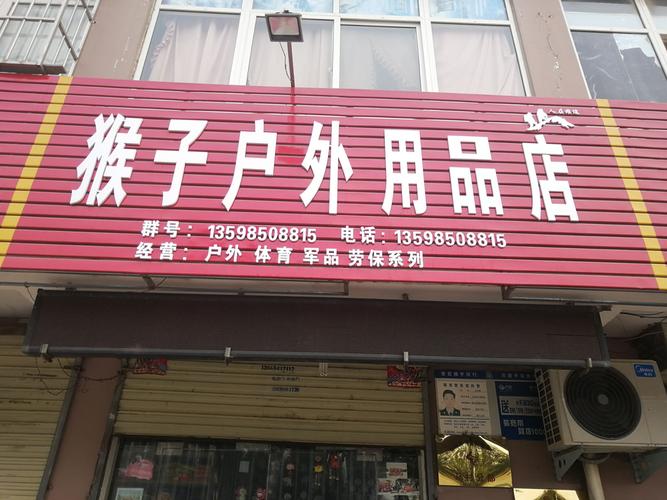 猴子户外用品店
群号：13598508815 电话:13598508815
经营：户外 体育 军品 劳保系列
Midea